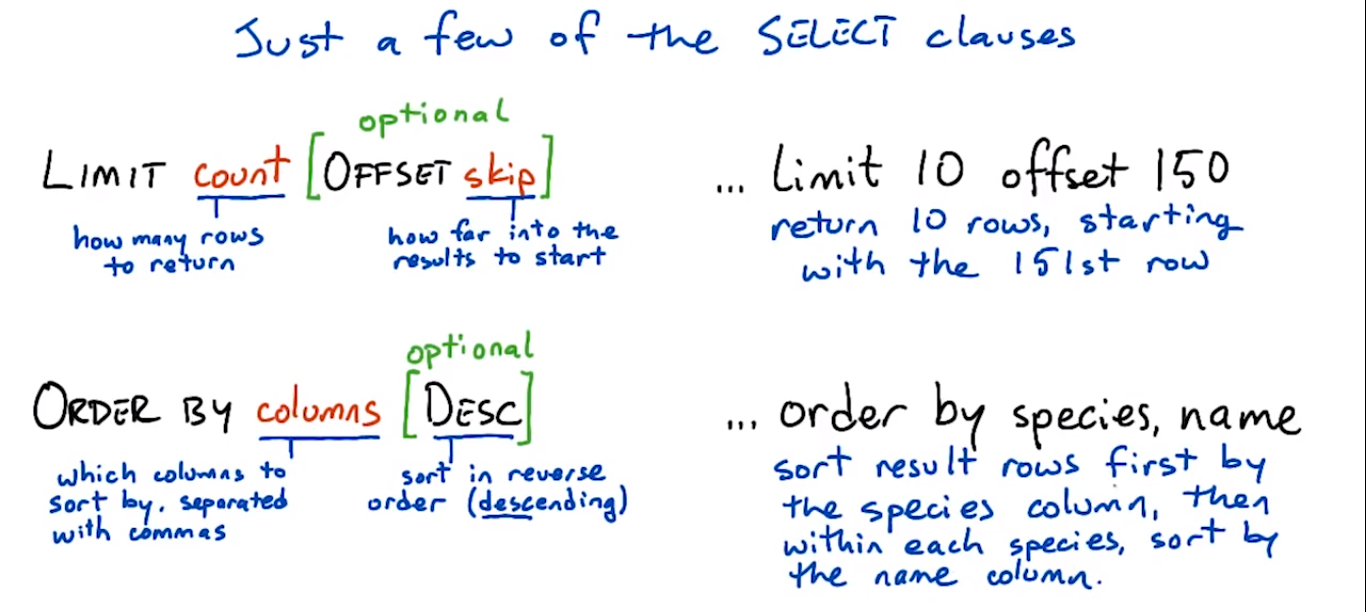 Just a few of the SELECT clauses
optional
LIMIT count [OFFSET skip]
how many rows
to return
how far into the
results to start
... limit 10 offset 150
return 10 rows, starting
with the 151st row
optional
ORDER BY columns [DESC]
which columns to
sort by, separated
with commas
sort in reverse
order (descending)
... order by species, name
sort result rows first by
the species column, then
within each species, sort by
the name column.